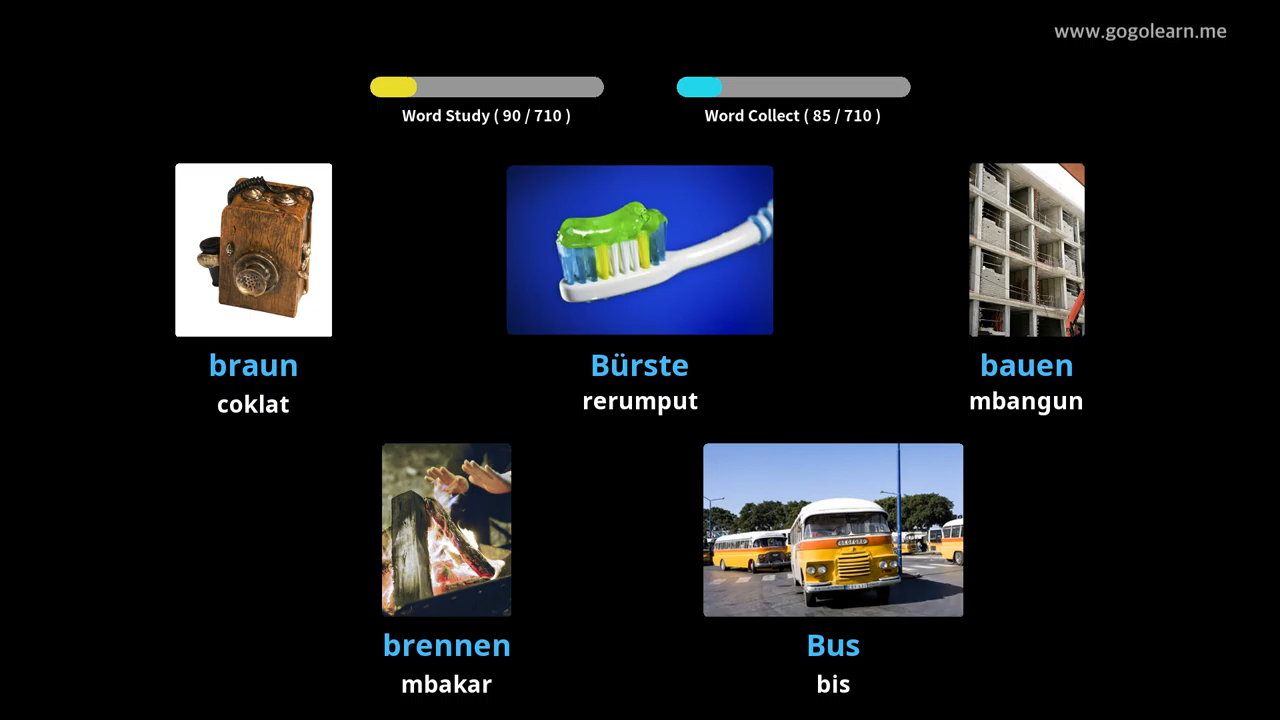 www.gogolearn.me
Word Study ( 90 / 710 )
Word Collect ( 85 / 710 )
braun
coklat
Bürste
rerumput
bauen
mbangun
BEDFORD
brennen
mbakar
Bus
bis